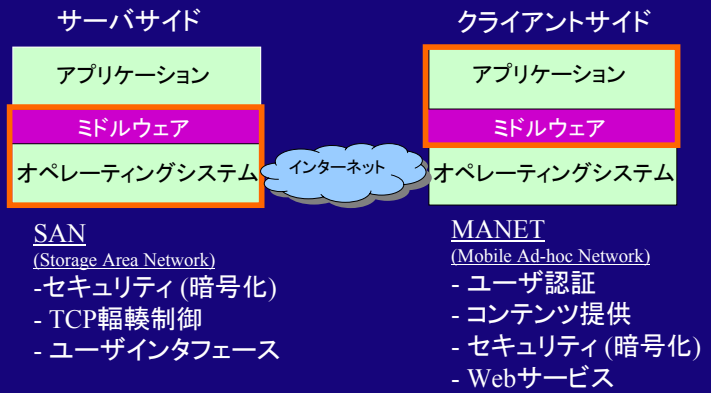 サーバサイド
アプリケーション
ミドルウェア
オペレーティングシステム
インターネット
クライアントサイド
アプリケーション
ミドルウェア
オペレーティングシステム
SAN
(Storage Area Network)
-セキュリティ(暗号化)
- TCP輻輳制御
- ユーザインタフェース
MANET
(Mobile Ad-hoc Network)
- ユーザ認証
- コンテンツ提供
- セキュリティ(暗号化)
- Webサービス